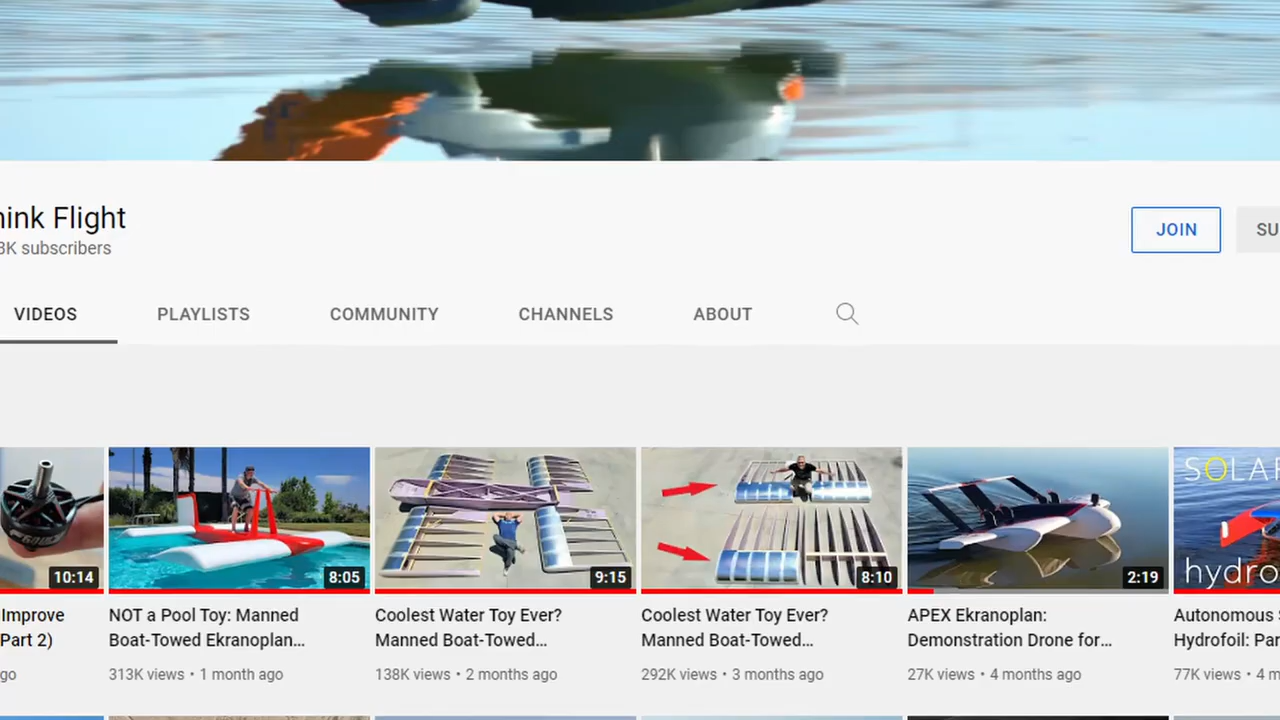 hink Flight
3K subscribers
JOIN
SU
VIDEOS
PLAYLISTS
COMMUNITY
CHANNELS
ABOUT
SOLAR
hydro
10:14
8:05
9:15
8:10
2:19
Improve
Part 2)
go
NOT a Pool Toy: Manned
Boat-Towed Ekranoplan...
313K views • 1 month ago
Coolest Water Toy Ever?
Manned Boat-Towed...
138K views • 2 months ago
Coolest Water Toy Ever?
Manned Boat-Towed...
292K views • 3 months ago
APEX Ekranoplan:
Demonstration Drone for...
27K views • 4 months ago
Autonomous
Hydrofoil: Par
77K views • 4 m